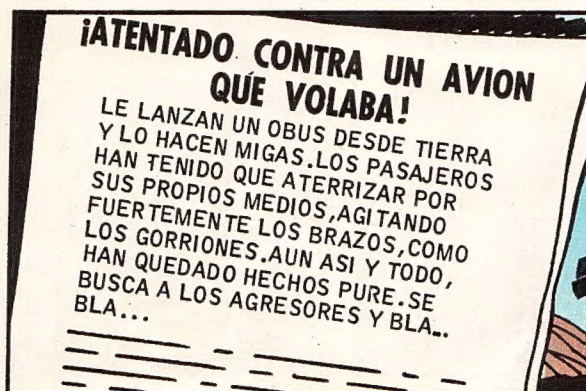 ¡ATENTADO CONTRA UN AVION
QUÉ VOLABA!
LE LANZAN UN OBUS DESDE TIERRA
Y LO HACEN MIGAS.LOS PASAJEROS
HAN TENIDO QUE ATERRIZAR POR
SUS PROPIOS MEDIOS,AGITANDO
FUERTEMENTE LOS BRAZOS,COMO
LOS GORRIONES.AUN ASI Y TODO,
HAN QUEDADO HECHOS PURE.SE
BUSCA A LOS AGRESORES Y BLA...
BLA...